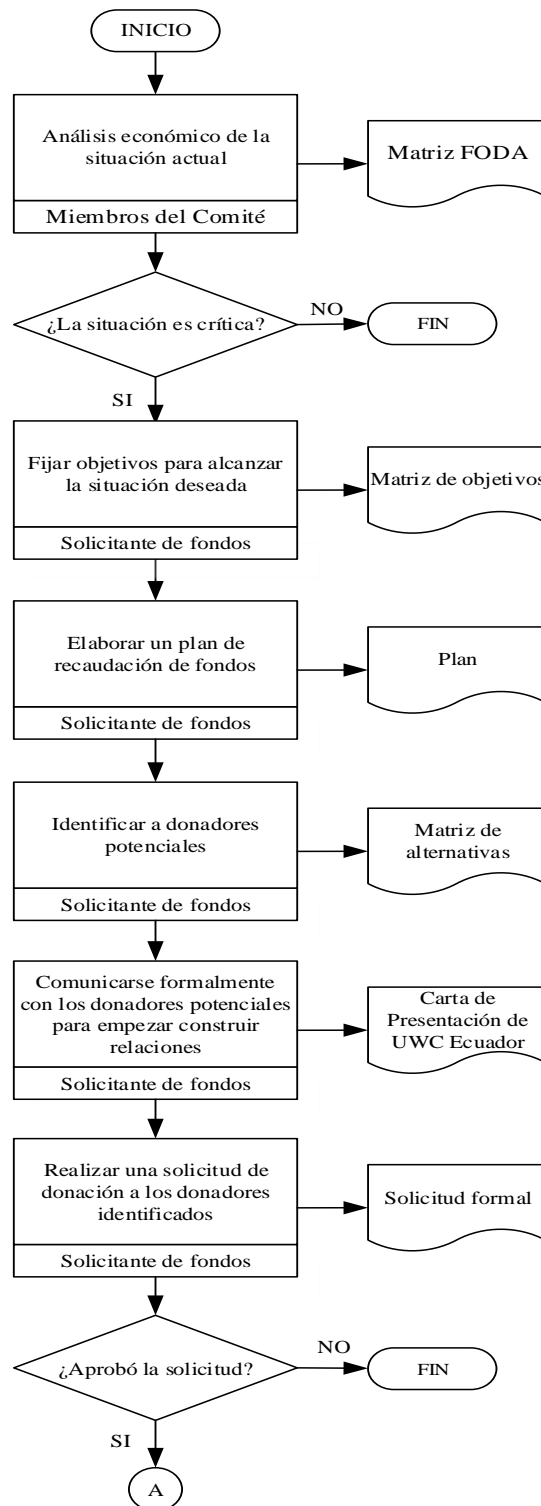 INICIO
Análisis económico de la
situación actual
Miembros del Comité
Matriz FODA
¿La situación es crítica?
NO
FIN
SI
Fijar objetivos para alcanzar
la situación deseada
Solicitante de fondos
Matriz de objetivos
Elaborar un plan de
recaudación de fondos
Solicitante de fondos
Plan
Identificar a donadores
potenciales
Solicitante de fondos
Matriz de
alternativas
Comunicarse formalmente
con los donadores potenciales
para empezar construir
relaciones
Solicitante de fondos
Carta de
Presentación de
UWC Ecuador
Realizar una solicitud de
donación a los donadores
identificados
Solicitante de fondos
Solicitud formal
¿Aprobó la solicitud?
NO
FIN
SI
A